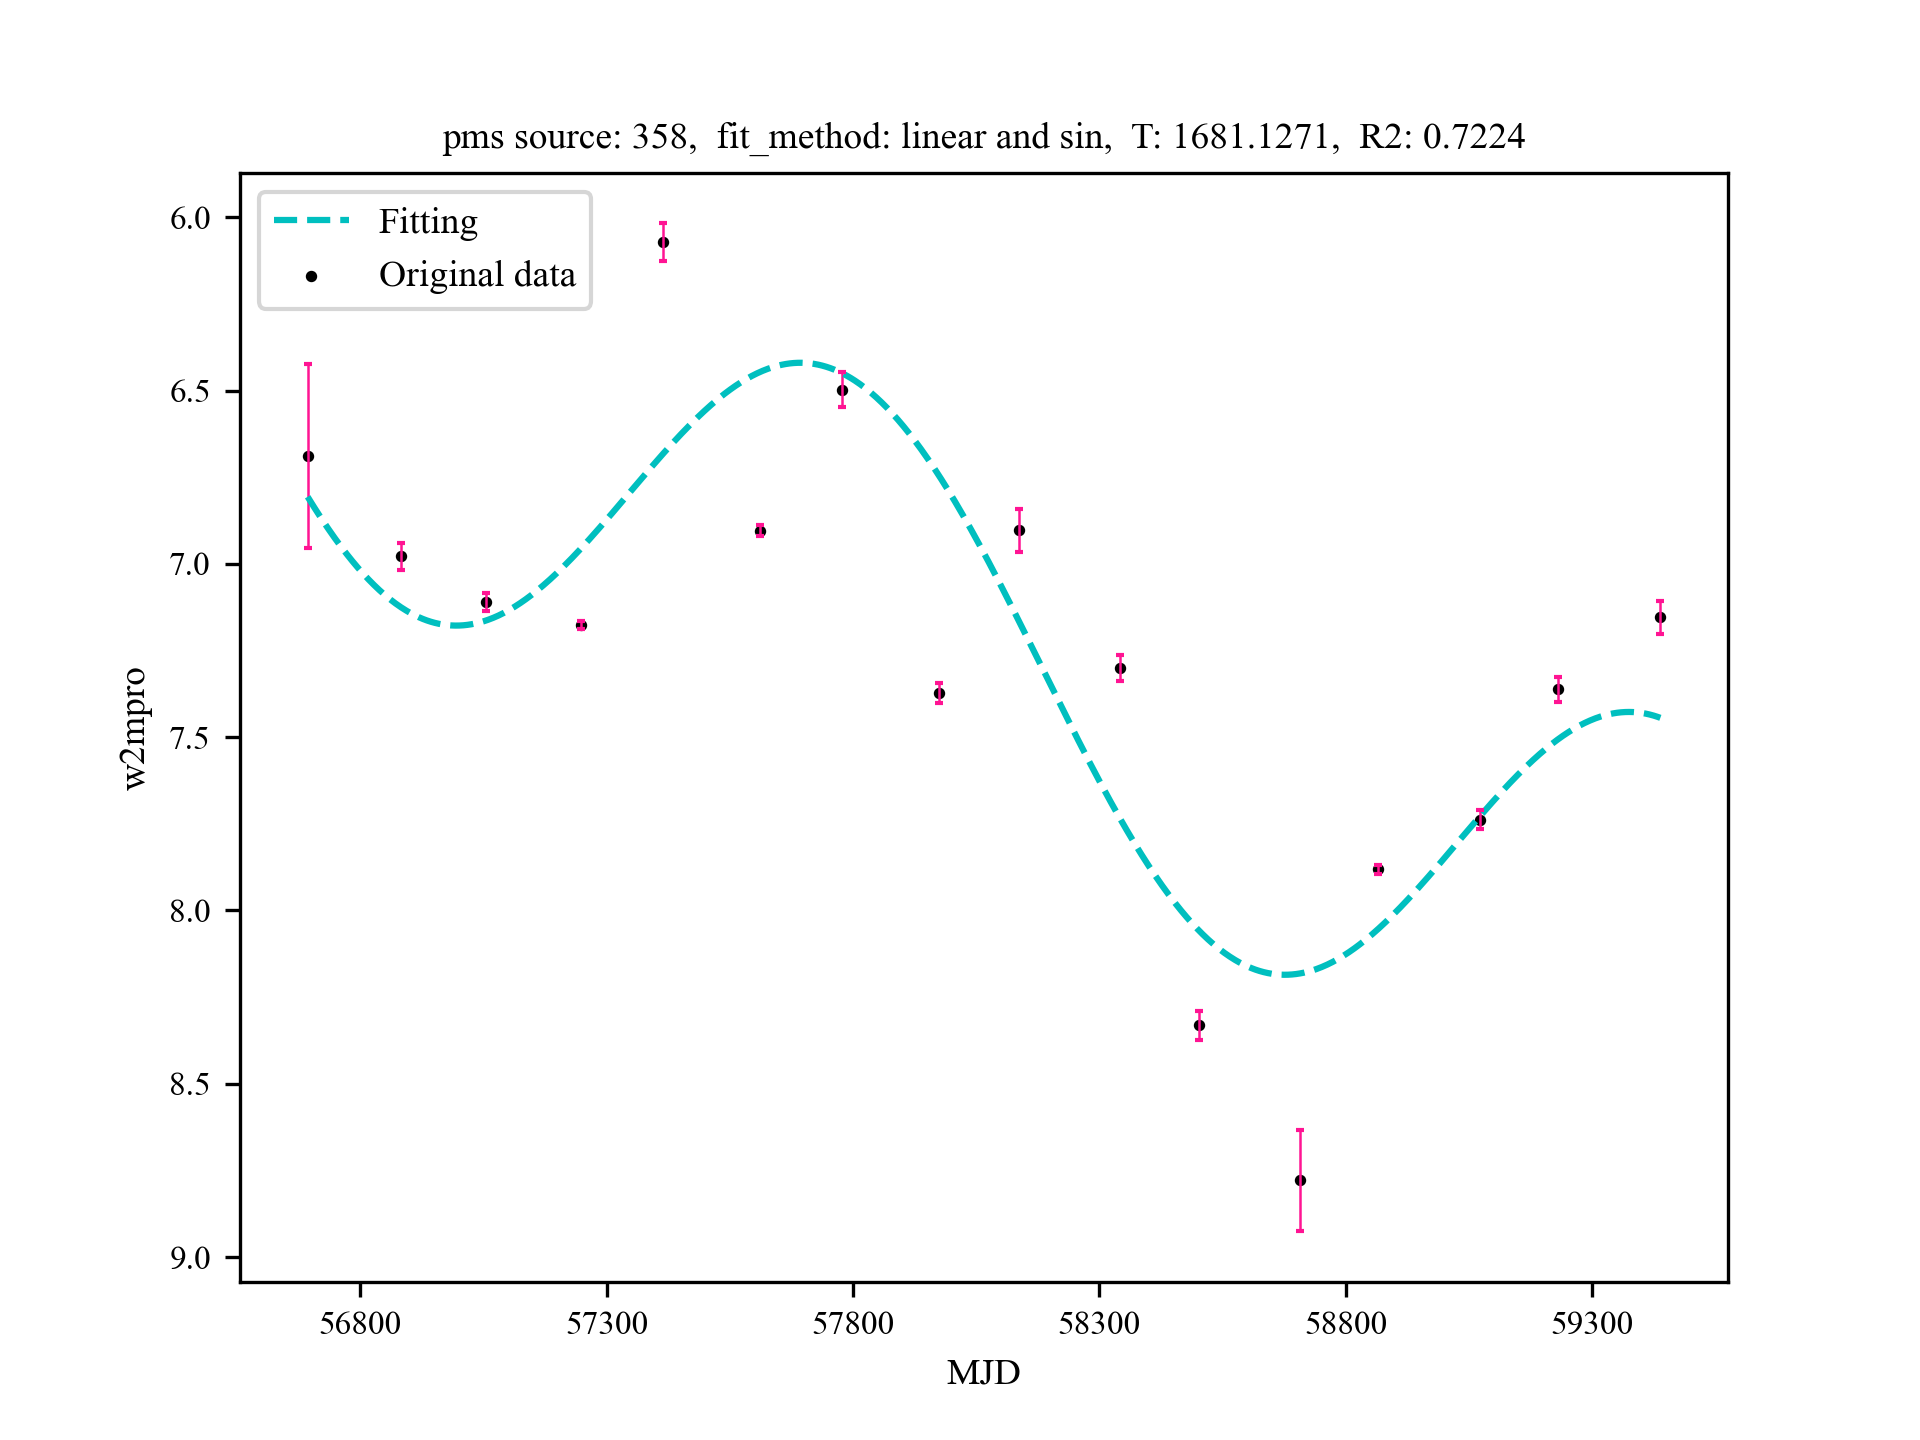 pms source: 358,  fit_method: linear and sin,  T: 1681.1271,  R2: 0.7224
Fitting
Original data
6.0
6.5
7.0
7.5
8.0
8.5
9.0
w2mpro
56800
57300
57800
58300
58800
59300
MJD